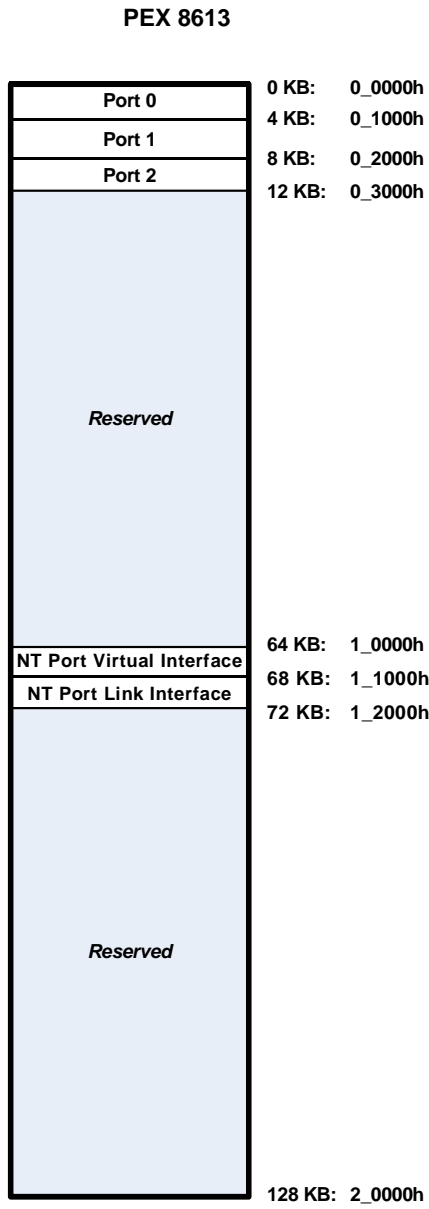 PEX 8613
0 KB: 0_0000h
Port 0
4 KB: 0_1000h
Port 1
8 KB: 0_2000h
Port 2
12 KB: 0_3000h
Reserved
64 KB: 1_0000h
NT Port Virtual Interface
68 KB: 1_1000h
NT Port Link Interface
72 KB: 1_2000h
Reserved
128 KB: 2_0000h